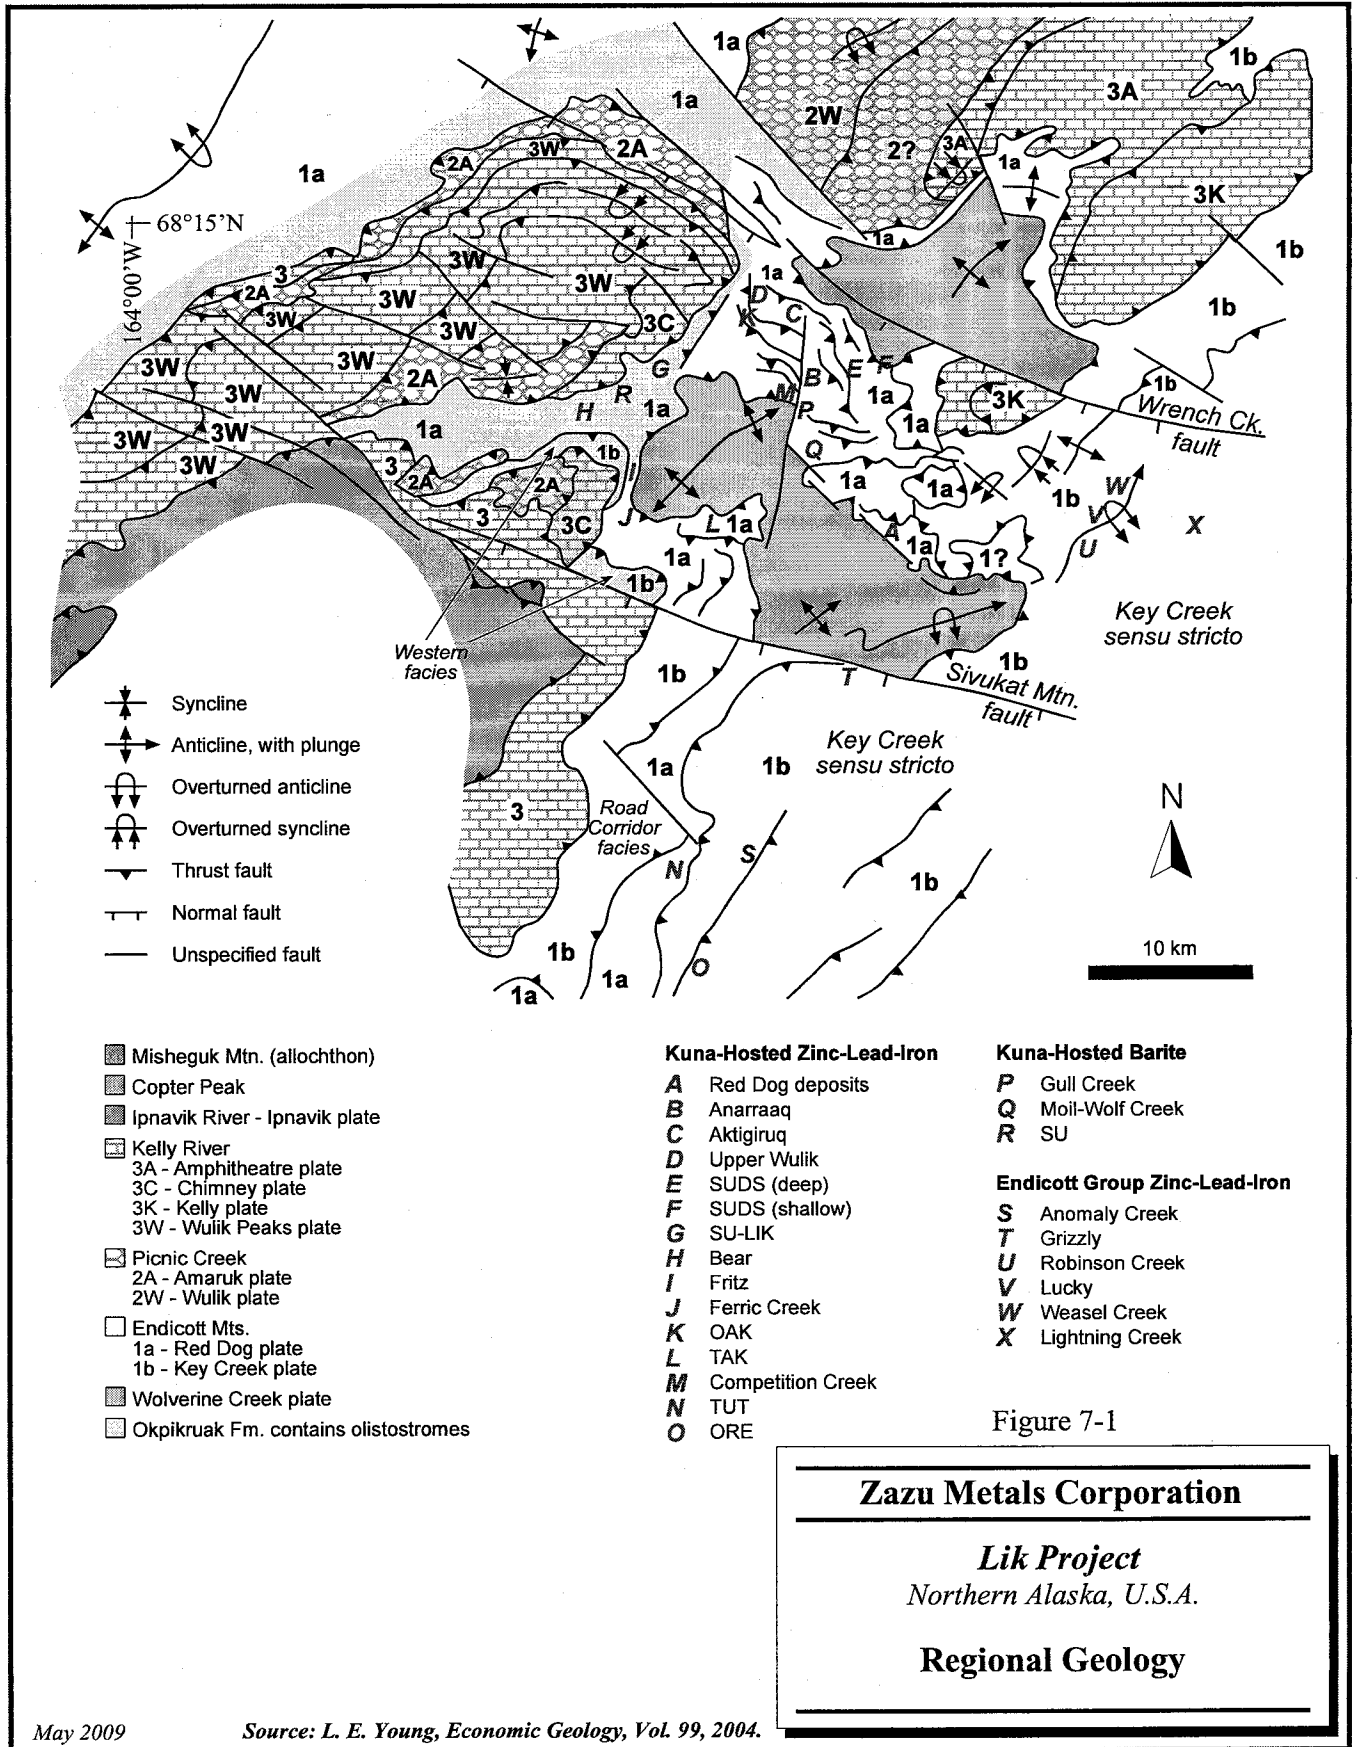 1a
1b
3A
1a
2W
2?
3A
1a
3W
2A
2A
1a
3K
1b
68°15'N
164°00'W
1a
1a
3
2A
3W
3W
3W
3W
3W
3C
D
K
C
1b
3W
3W
3W
2A
G
R
H
1a
E
F
B
M
P
1a
3K
1b
Wrench Ck.
fault
3W
3W
3W
1a
1b
Q
1a
3
2A
2A
I
J
1a
1a
1b
W
V
U
X
3
3C
L
1a
A
1a
1?
1a
1b
Key Creek
sensu stricto
Western
facies
1b
1b
Sivukat Mtn.
fault
T
Syncline
Anticline, with plunge
Overturned anticline
Overturned syncline
Thrust fault
Normal fault
Unspecified fault
Key Creek
sensu stricto
1a
1b
3
Road
Corridor
facies
N
S
1b
N
10 km
1b
1a
1a
O
Misheguk Mtn. (allochthon)
Copter Peak
Ipnavik River - Ipnavik plate
Kelly River
3A - Amphitheatre plate
3C - Chimney plate
3K - Kelly plate
3W - Wulik Peaks plate
Picnic Creek
2A - Amaruk plate
2W - Wulik plate
Endicott Mts.
1a - Red Dog plate
1b - Key Creek plate
Wolverine Creek plate
Okpikruak Fm. contains olistostromes
Kuna-Hosted Zinc-Lead-Iron
A Red Dog deposits
B Anarraaq
C Aktigiruq
D Upper Wulik
E SUDS (deep)
F SUDS (shallow)
G SU-LIK
H Bear
I Fritz
J Ferric Creek
K OAK
L TAK
M Competition Creek
N TUT
O ORE
Kuna-Hosted Barite
P Gull Creek
Q Moil-Wolf Creek
R SU
Endicott Group Zinc-Lead-Iron
S Anomaly Creek
T Grizzly
U Robinson Creek
V Lucky
W Weasel Creek
X Lightning Creek
Figure 7-1
Zazu Metals Corporation
Lik Project
Northern Alaska, U.S.A.
Regional Geology
May 2009
Source: L. E. Young, Economic Geology, Vol. 99, 2004.